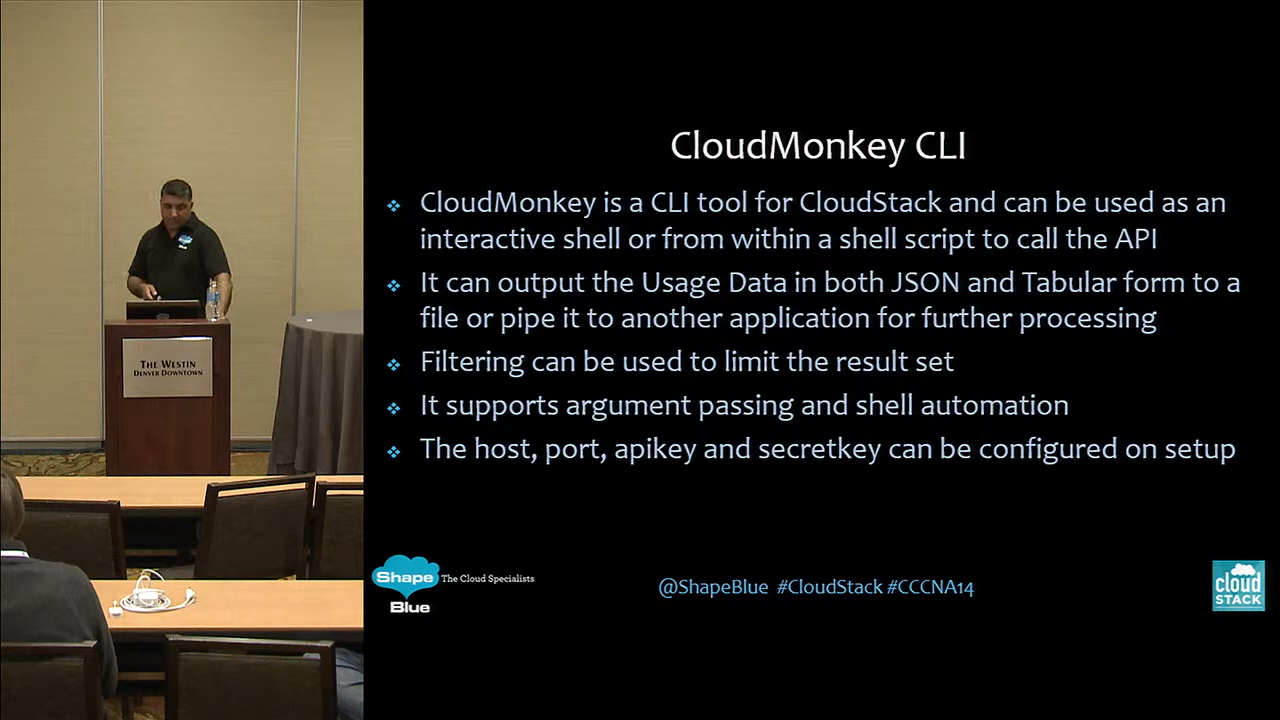 THE WESTIN
DENVER DOWNTOWN
CloudMonkey CLI
CloudMonkey is a CLI tool for CloudStack and can be used as an
interactive shell or from within a shell script to call the API
It can output the Usage Data in both JSON and Tabular form to a
file or pipe it to another application for further processing
Filtering can be used to limit the result set
It supports argument passing and shell automation
The host, port, apikey and secretkey can be configured on setup
Shape
Blue
The Cloud Specialists
@ShapeBlue #CloudStack #CCCNA14
cloud
STACK